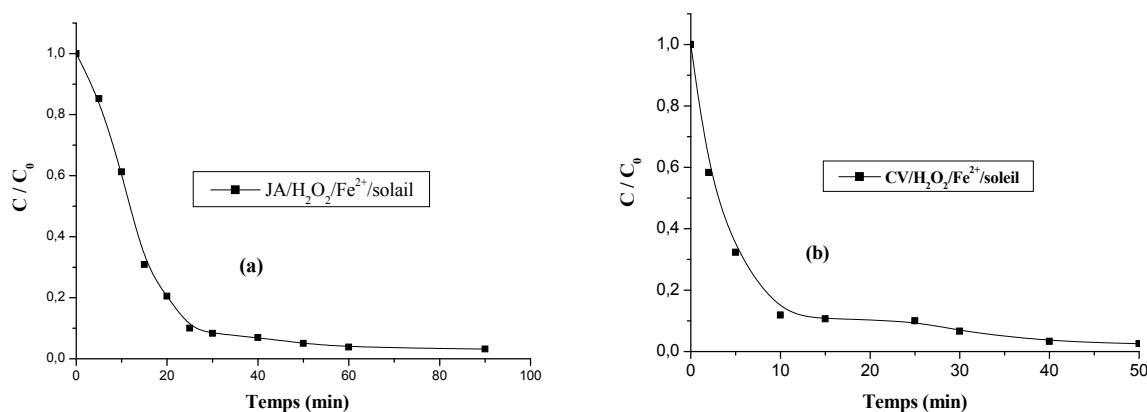 1,0
0,8
0,6
0,4
0,2
0,0
C / C₀
JA/H₂O₂/Fe²⁺/solail
(a)
0 20 40 60 80 100
Temps (min)
1,0
0,8
0,6
0,4
0,2
0,0
C / C₀
CV/H₂O₂/Fe²⁺/soleil
(b)
0 10 20 30 40 50
Temps (min)